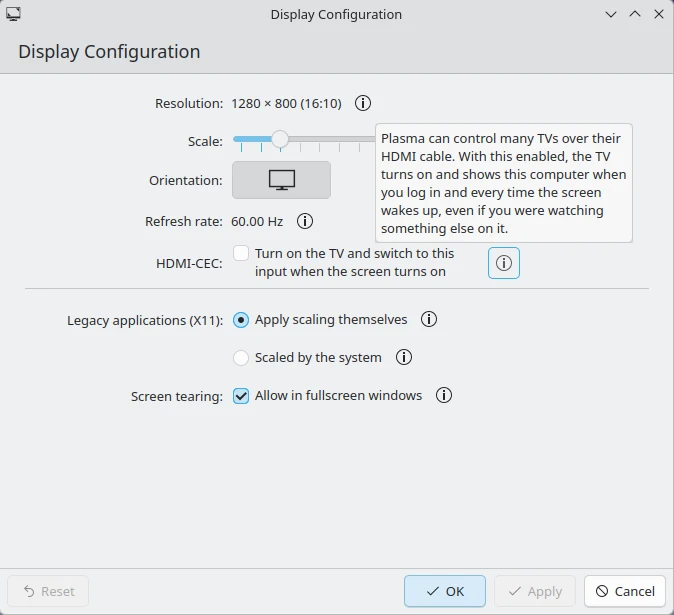 Display Configuration
Display Configuration
Resolution: 1280 × 800 (16:10)
Scale:
Plasma can control many TVs over their
HDMI cable. With this enabled, the TV
turns on and shows this computer when
you log in and every time the screen
wakes up, even if you were watching
something else on it.
Orientation:
Refresh rate: 60.00 Hz
HDMI-CEC:
Turn on the TV and switch to this
input when the screen turns on
Legacy applications (X11): Apply scaling themselves
Scaled by the system
Screen tearing: Allow in fullscreen windows
Reset OK Apply Cancel